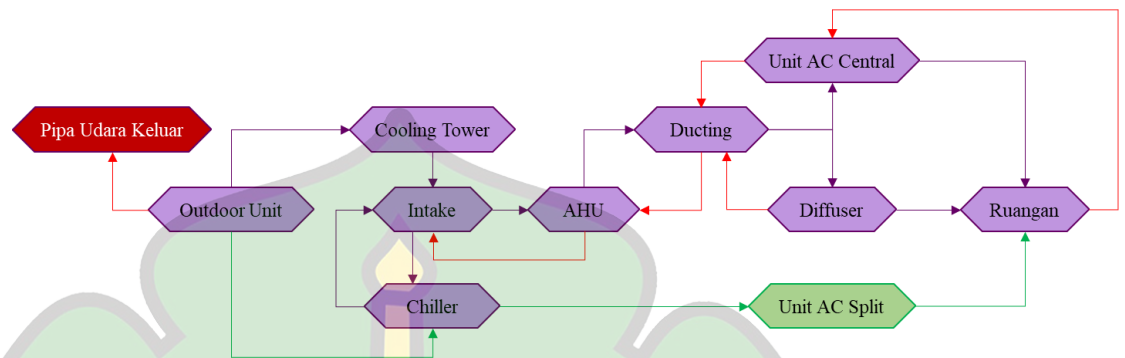 Unit AC Central
Pipa Udara Keluar
Cooling Tower
Ducting
Outdoor Unit
Intake
AHU
Diffuser
Ruangan
Chiller
Unit AC Split